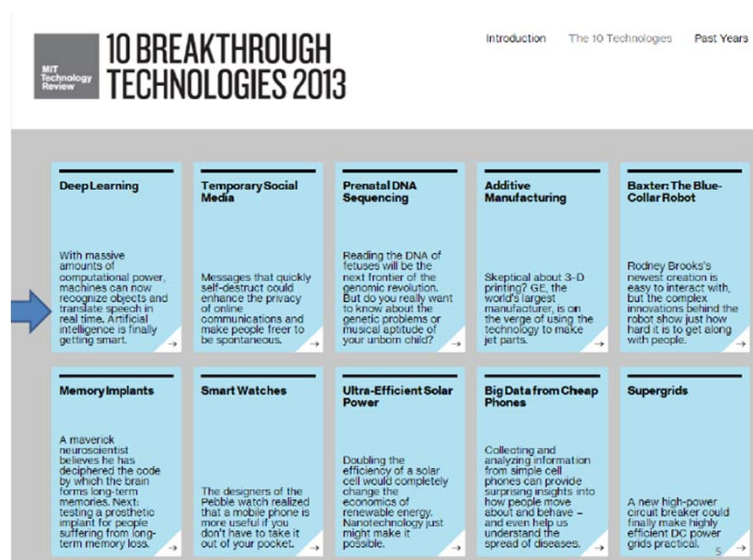 MIT
Technology
Review
10 BREAKTHROUGH
TECHNOLOGIES 2013
Introduction The 10 Technologies Past Years
Deep Learning
With massive
amounts of
computational power,
machines can now
recognize objects and
translate speech in
real time. Artificial
intelligence is finally
getting smart.
→
Temporary Social
Media
Messages that quickly
self-destruct could
enhance the privacy
of online
communications and
make people freer to
be spontaneous.
→
Prenatal DNA
Sequencing
Reading the DNA of
fetuses will be the
next frontier of the
genomic revolution.
But do you really want
to know about the
genetic problems or
musical aptitude of
your unborn child?
→
Additive
Manufacturing
Skeptical about 3-D
printing? GE, the
world's largest
manufacturer, is on
the verge of using the
technology to make
jet parts.
→
Baxter: The Blue-
Collar Robot
Rodney Brooks's
newest creation is
easy to interact with,
but the complex
innovations behind the
robot show just how
hard it is to get along
with people.
→
Memory Implants
A maverick
neuroscientist
believes he has
deciphered the code
by which the brain
forms long-term
memories. Next:
testing a prosthetic
implant for people
suffering from long-
term memory loss.
→
Smart Watches
The designers of the
Pebble watch realized
that a mobile phone is
more useful if you
don't have to take it
out of your pocket.
→
Ultra-Efficient Solar
Power
Doubling the
efficiency of a solar
cell would completely
change the
economics of
renewable energy.
Nanotechnology just
might make it
possible.
→
Big Data from Cheap
Phones
Collecting and
analyzing information
from simple cell
phones can provide
surprising insights into
how people move
about and behave –
and even help us
understand the
spread of diseases.
→
Supergrids
A new high-power
circuit breaker could
finally make highly
efficient DC power
grids practical.
→
5